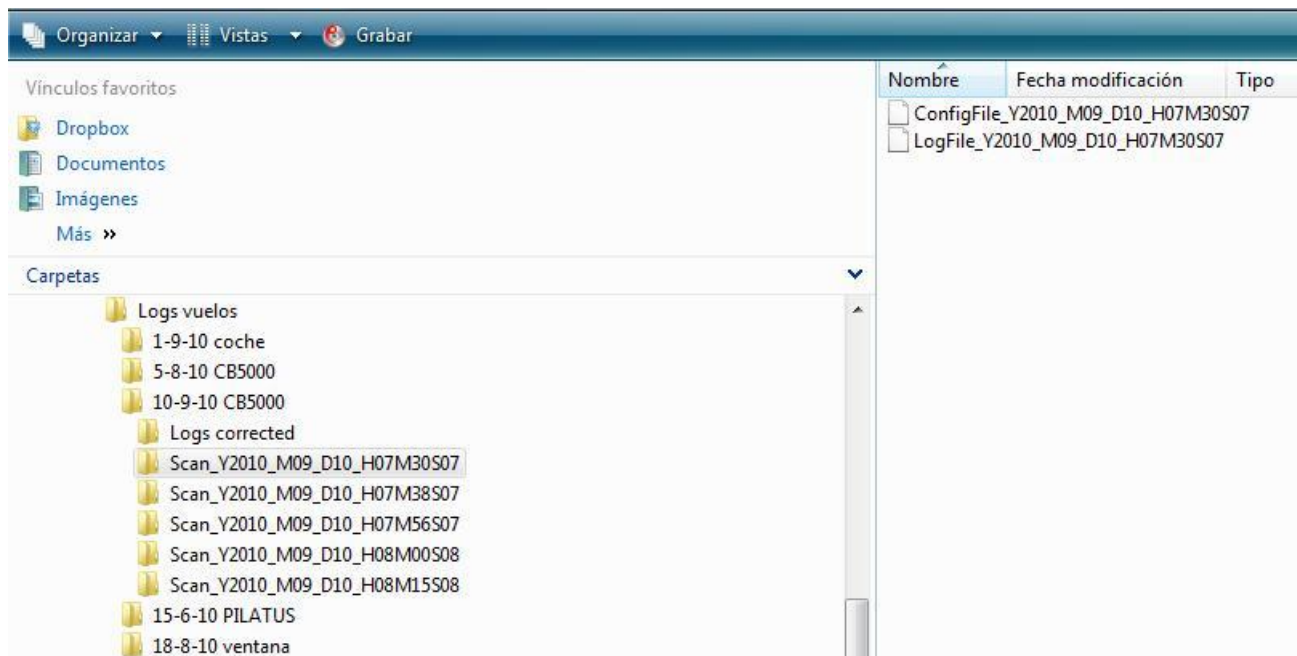 Organizar Vistas Grabar
Vínculos favoritos
Dropbox
Documentos
Imágenes
Más »
Carpetas
Logs vuelos
1-9-10 coche
5-8-10 CB5000
10-9-10 CB5000
Logs corrected
Scan_Y2010_M09_D10_H07M30S07
Scan_Y2010_M09_D10_H07M38S07
Scan_Y2010_M09_D10_H07M56S07
Scan_Y2010_M09_D10_H08M00S08
Scan_Y2010_M09_D10_H08M15S08
15-6-10 PILATUS
18-8-10 ventana
Nombre Fecha modificación Tipo
ConfigFile_Y2010_M09_D10_H07M30S07
LogFile_Y2010_M09_D10_H07M30S07